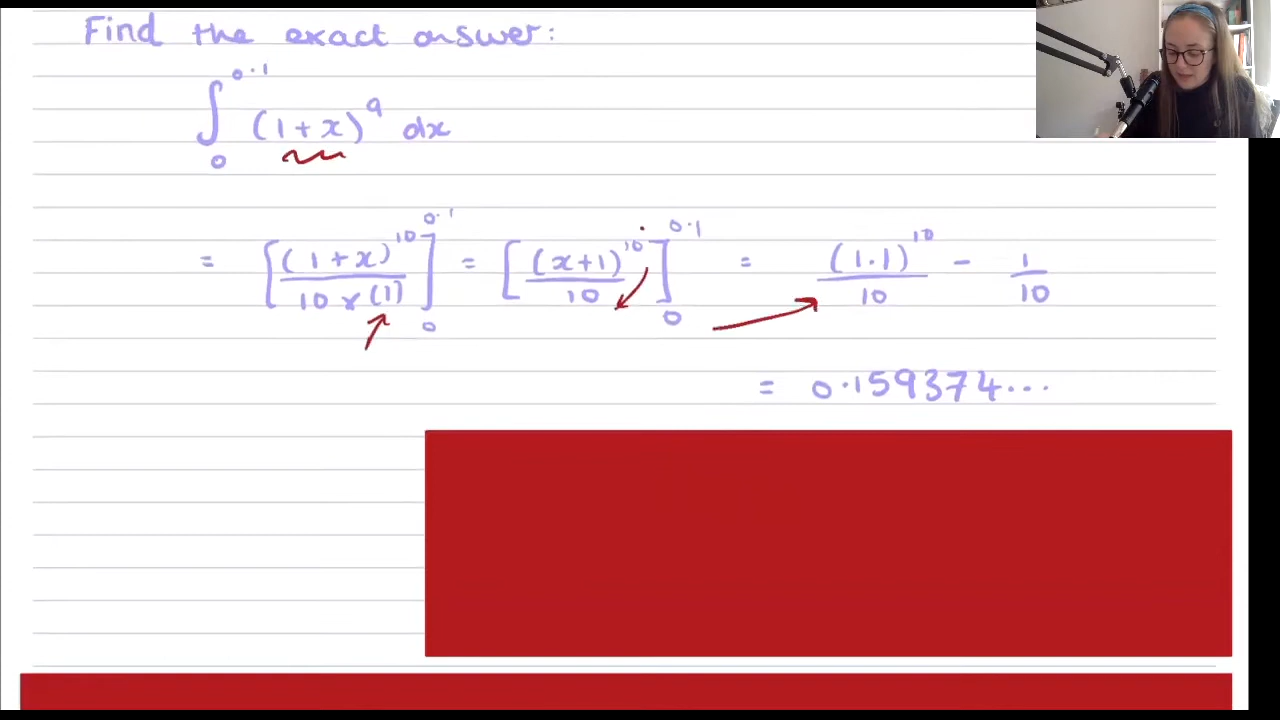 Find the exact answer:
∫₀^0.1 (1+x)^9 dx
= [(1+x)^10 / 10×(1)]₀^0.1 = [(x+1)^10 / 10]₀^0.1 = (1.1)^10 / 10 − 1/10
= 0.159374...